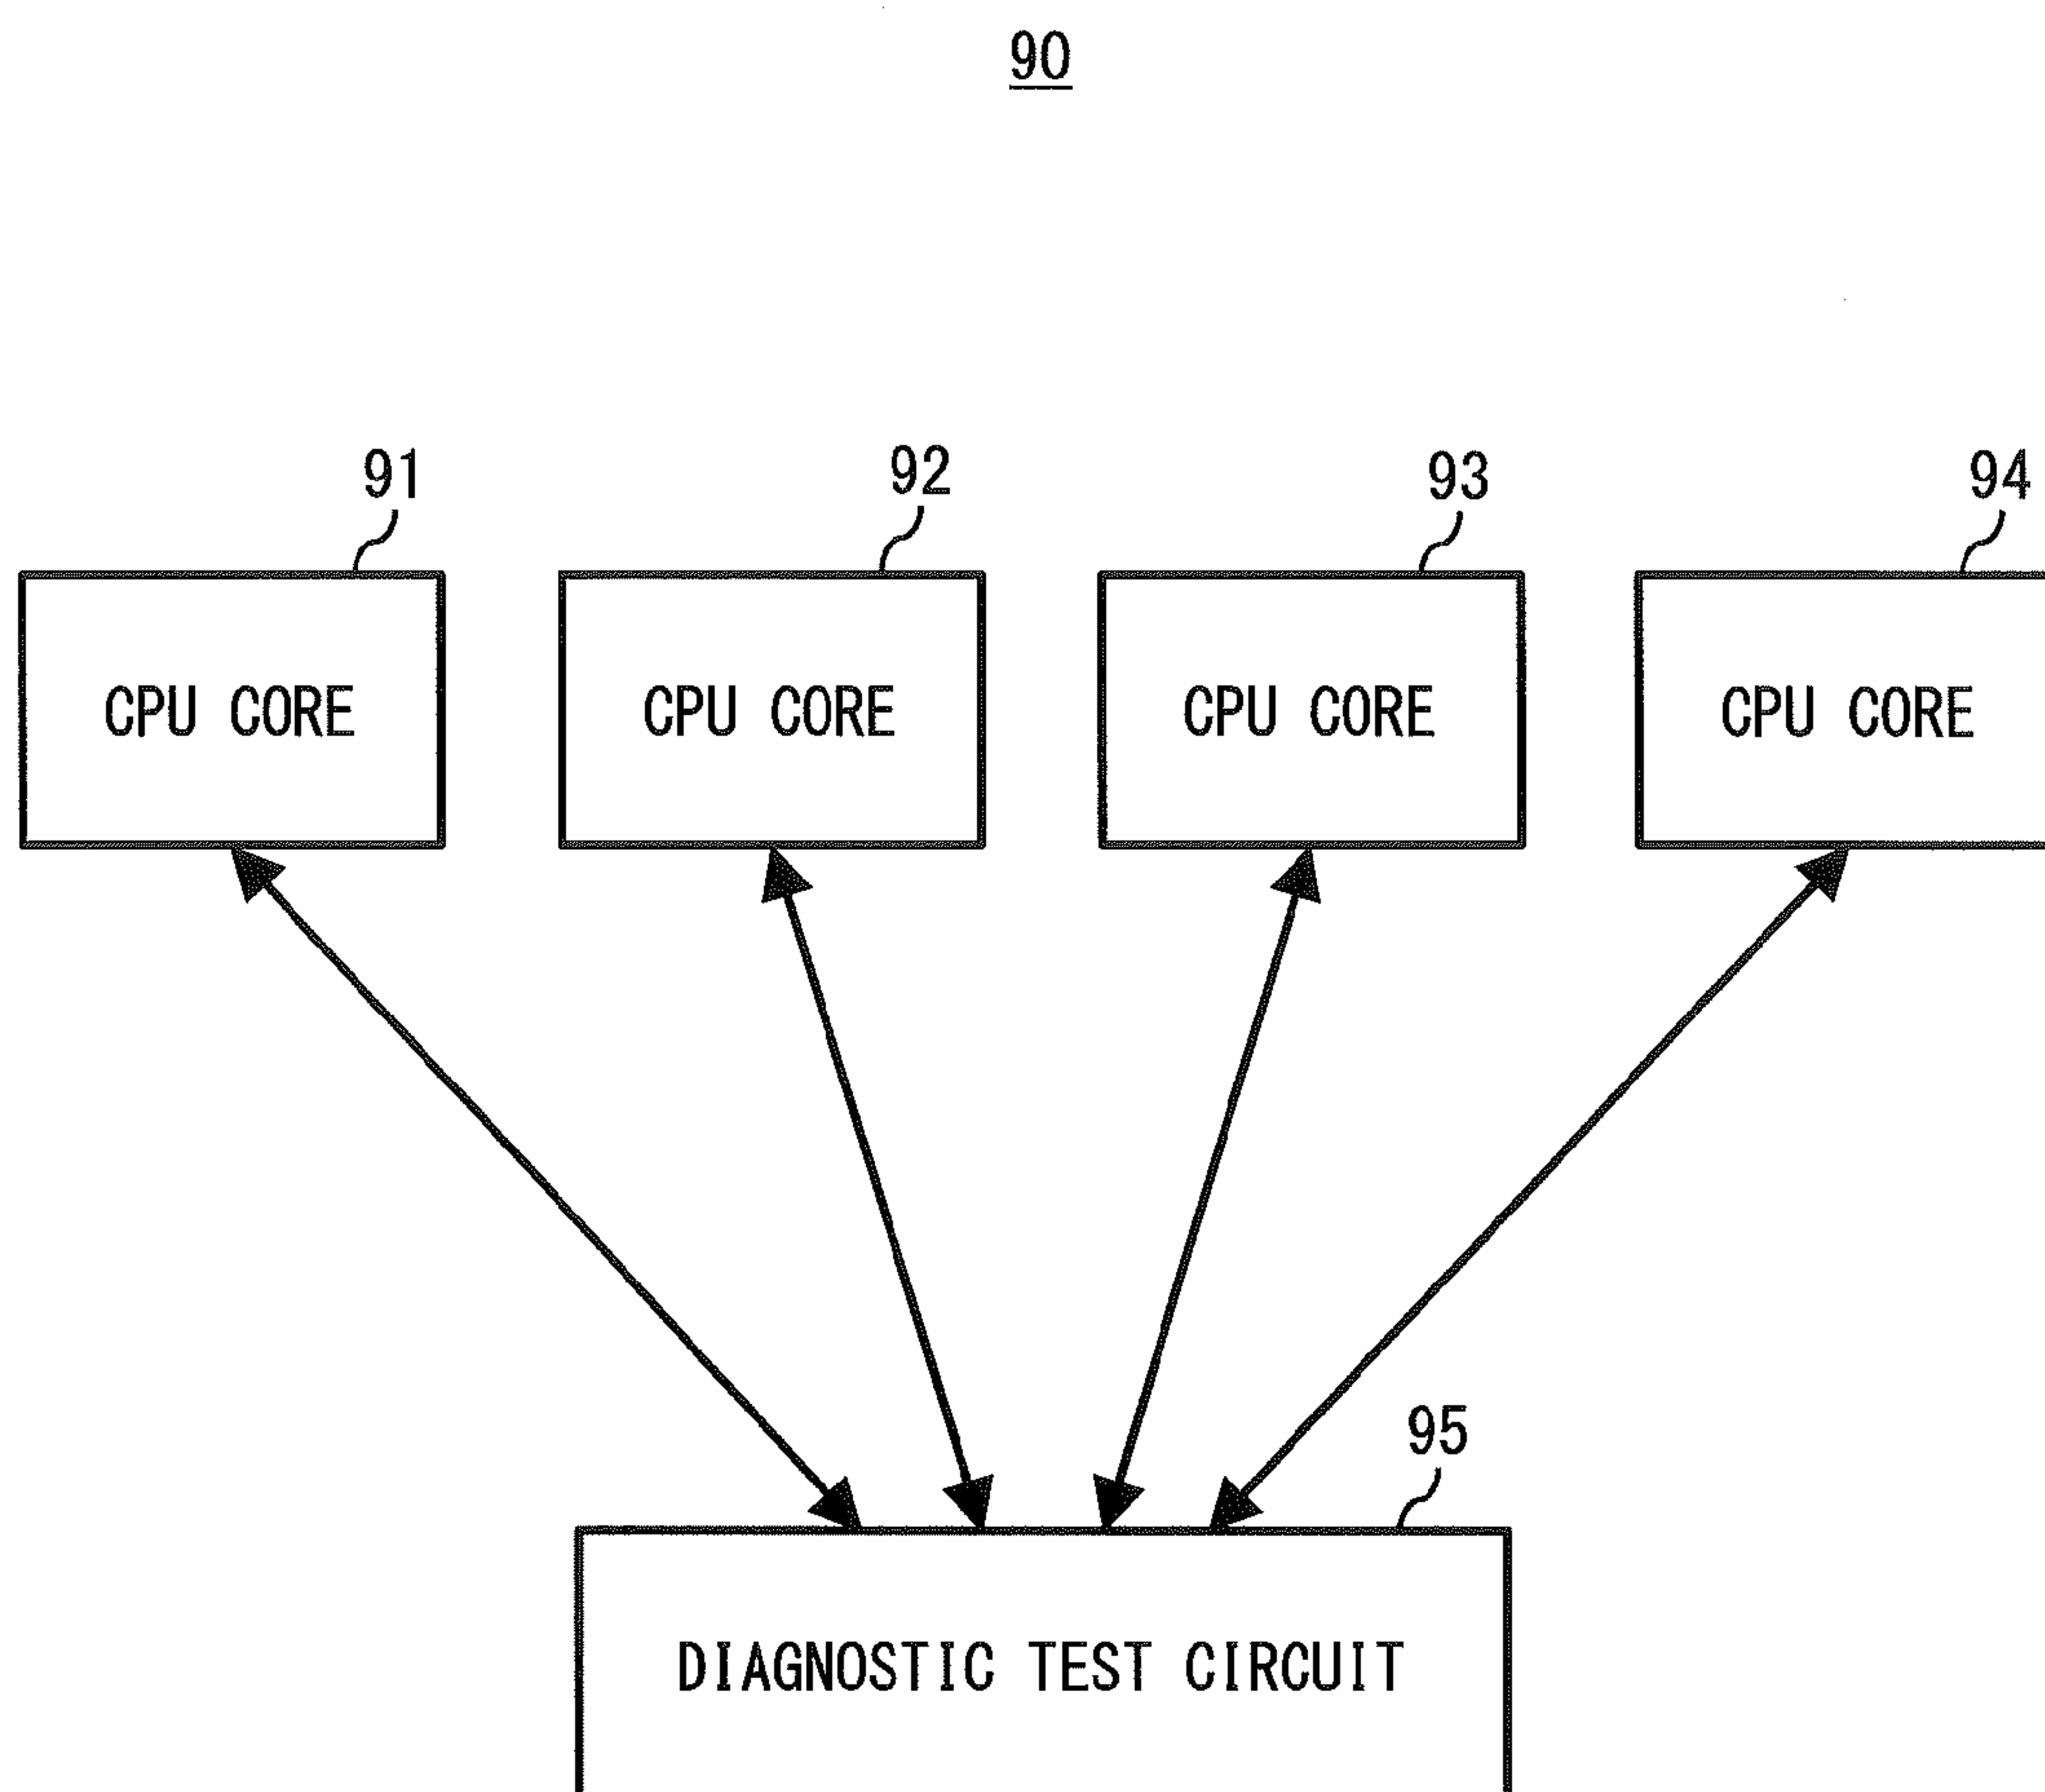 90
91
92
93
94
CPU CORE
CPU CORE
CPU CORE
CPU CORE
95
DIAGNOSTIC TEST CIRCUIT